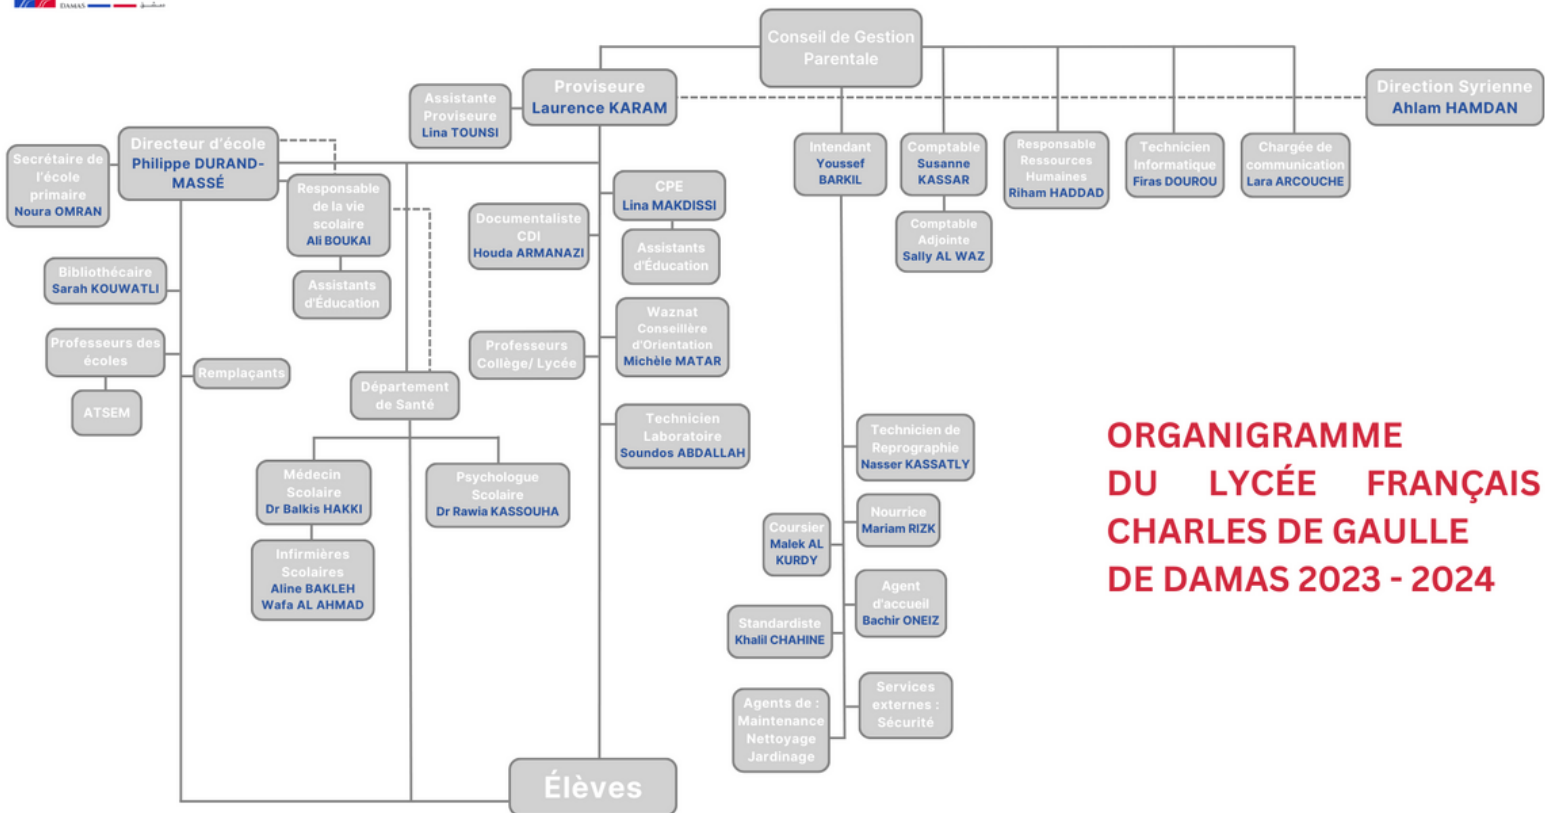 DAMAS
دمشق
Conseil de Gestion
Parentale
Proviseure
Laurence KARAM
Assistante
Proviseure
Lina TOUNSI
Direction Syrienne
Ahlam HAMDAN
Directeur d'école
Philippe DURAND-
MASSÉ
Secrétaire de
l'école
primaire
Noura OMRAN
Responsable
de la vie
scolaire
Ali BOUKAI
Assistants
d'Éducation
Bibliothécaire
Sarah KOUWATLI
Professeurs des
écoles
Remplaçants
ATSEM
Département
de Santé
Médecin
Scolaire
Dr Balkis HAKKI
Infirmières
Scolaires
Aline BAKLEH
Wafa AL AHMAD
Psychologue
Scolaire
Dr Rawia KASSOUHA
CPE
Lina MAKDISSI
Assistants
d'Éducation
Documentaliste
CDI
Houda ARMANAZI
Waznat
Conseillère
d'Orientation
Michèle MATAR
Professeurs
Collège/ Lycée
Technicien
Laboratoire
Soundos ABDALLAH
Intendant
Youssef
BARKIL
Comptable
Susanne
KASSAR
Comptable
Adjointe
Sally AL WAZ
Responsable
Ressources
Humaines
Riham HADDAD
Technicien
Informatique
Firas DOUROU
Chargée de
communication
Lara ARCOUCHE
Technicien de
Reprographie
Nasser KASSATLY
Nourrice
Mariam RIZK
Coursier
Malek AL
KURDY
Agent
d'accueil
Bachir ONEIZ
Standardiste
Khalil CHAHINE
Services
externes :
Sécurité
Agents de :
Maintenance
Nettoyage
Jardinage
Élèves
ORGANIGRAMME
DU LYCÉE FRANÇAIS
CHARLES DE GAULLE
DE DAMAS 2023 - 2024